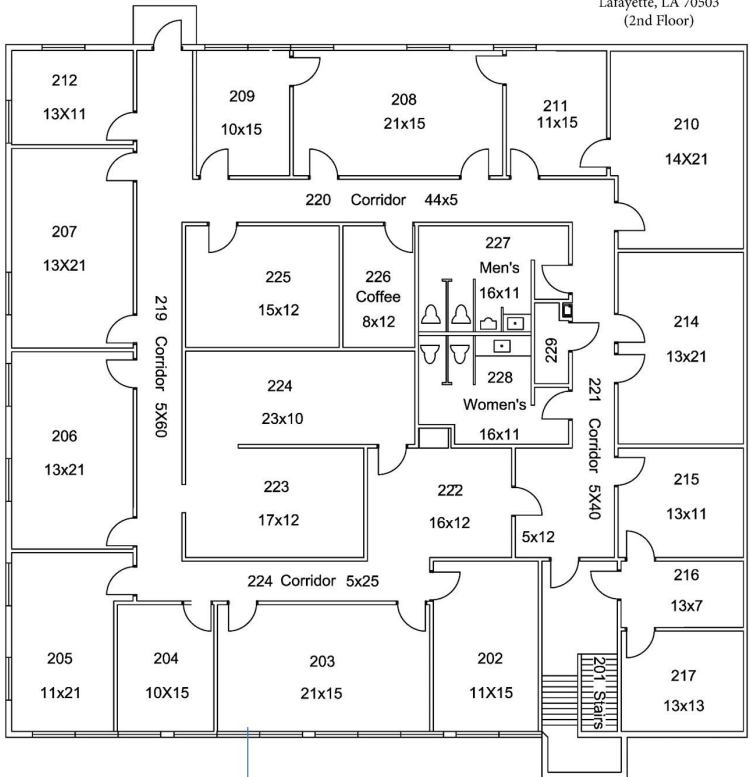 Lafayette, LA 70503
(2nd Floor)
212
13X11
209
10x15
208
21x15
211
11x15
210
14X21
220 Corridor 44x5
207
13X21
225
15x12
226
Coffee
8x12
227
Men's
16x11
219 Corridor 5X60
229
214
13x21
224
23x10
228
Women's
16x11
221 Corridor 5X40
206
13x21
223
17x12
222
16x12
5x12
215
13x11
224 Corridor 5x25
216
13x7
205
11x21
204
10X15
203
21x15
202
11X15
201 Stairs
217
13x13